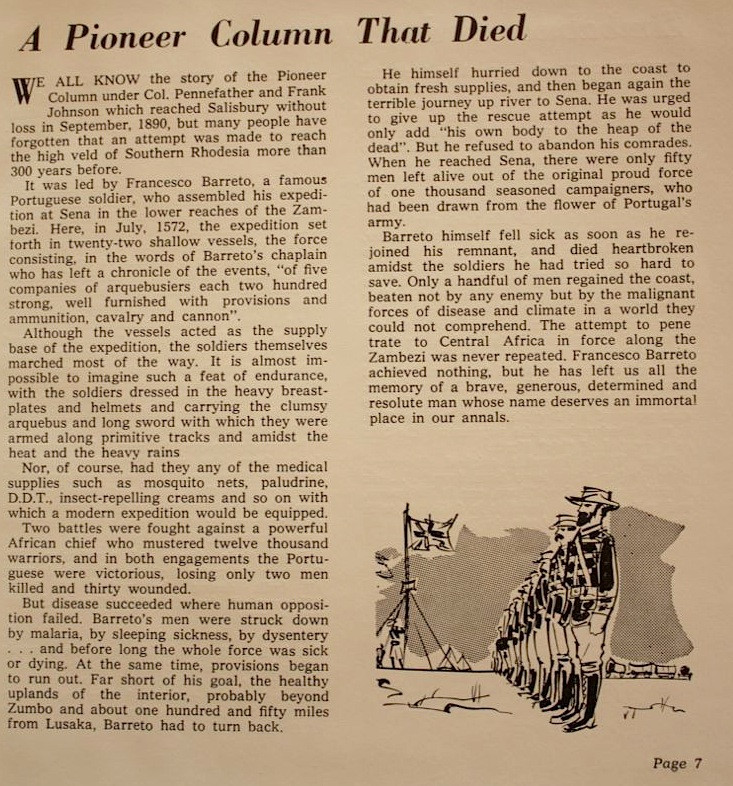 A Pioneer Column That Died
WE ALL KNOW the story of the Pioneer
Column under Col. Pennefather and Frank
Johnson which reached Salisbury without
loss in September, 1890, but many people have
forgotten that an attempt was made to reach
the high veld of Southern Rhodesia more than
300 years before.
It was led by Francesco Barreto, a famous
Portuguese soldier, who assembled his expedi-
tion at Sena in the lower reaches of the Zam-
bezi. Here, in July, 1572, the expedition set
forth in twenty-two shallow vessels, the force
consisting, in the words of Barreto's chaplain
who has left a chronicle of the events, "of five
companies of arquebusiers each two hundred
strong, well furnished with provisions and
ammunition, cavalry and cannon".
Although the vessels acted as the supply
base of the expedition, the soldiers themselves
marched most of the way. It is almost im-
possible to imagine such a feat of endurance,
with the soldiers dressed in the heavy breast-
plates and helmets and carrying the clumsy
arquebus and long sword with which they were
armed along primitive tracks and amidst the
heat and the heavy rains
Nor, of course, had they any of the medical
supplies such as mosquito nets, paludrine,
D.D.T., insect-repelling creams and so on with
which a modern expedition would be equipped.
Two battles were fought against a powerful
African chief who mustered twelve thousand
warriors, and in both engagements the Portu-
guese were victorious, losing only two men
killed and thirty wounded.
But disease succeeded where human opposi-
tion failed. Barreto's men were struck down
by malaria, by sleeping sickness, by dysentery
. . . and before long the whole force was sick
or dying. At the same time, provisions began
to run out. Far short of his goal, the healthy
uplands of the interior, probably beyond
Zumbo and about one hundred and fifty miles
from Lusaka, Barreto had to turn back.
He himself hurried down to the coast to
obtain fresh supplies, and then began again the
terrible journey up river to Sena. He was urged
to give up the rescue attempt as he would
only add "his own body to the heap of the
dead". But he refused to abandon his comrades.
When he reached Sena, there were only fifty
men left alive out of the original proud force
of one thousand seasoned campaigners, who
had been drawn from the flower of Portugal's
army.
Barreto himself fell sick as soon as he re-
joined his remnant, and died heartbroken
amidst the soldiers he had tried so hard to
save. Only a handful of men regained the coast,
beaten not by any enemy but by the malignant
forces of disease and climate in a world they
could not comprehend. The attempt to pene
trate to Central Africa in force along the
Zambezi was never repeated. Francesco Barreto
achieved nothing, but he has left us all the
memory of a brave, generous, determined and
resolute man whose name deserves an immortal
place in our annals.
Page 7